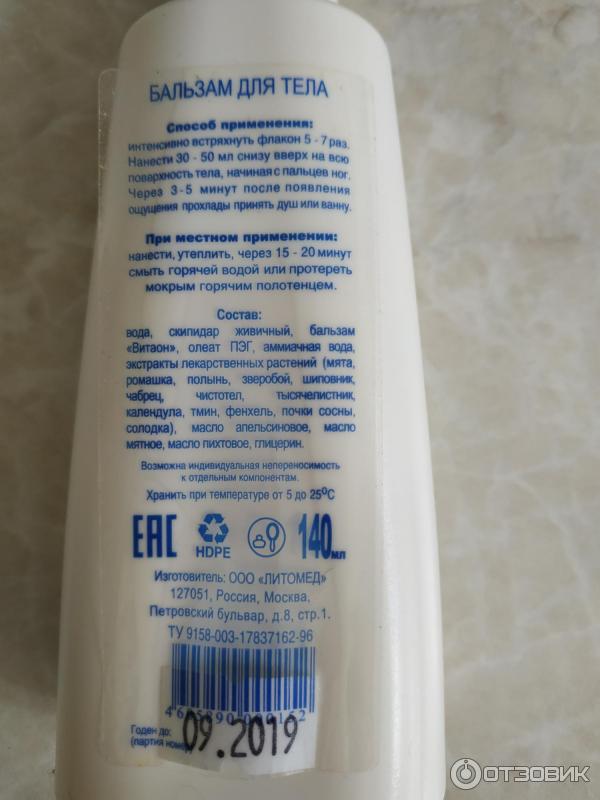 БАЛЬЗАМ ДЛЯ ТЕЛА
Способ применения:
интенсивно встряхнуть флакон 5 - 7 раз.
Нанести 30 - 50 мл снизу вверх на всю
поверхность тела, начиная с пальцев ног.
Через 3-5 минут после появления
ощущения прохлады принять душ или ванну.
При местном применении:
нанести, утеплить, через 15 - 20 минут
смыть горячей водой или протереть
мокрым горячим полотенцем.
Состав:
вода, скипидар живичный, бальзам
«Витаон», олеат ПЭГ, аммиачная вода,
экстракты лекарственных растений (мята,
ромашка, полынь, зверобой, шиповник,
чабрец, чистотел, тысячелистник,
календула, тмин, фенхель, почки сосны,
солодка), масло апельсиновое, масло
мятное, масло пихтовое, глицерин.
Возможна индивидуальная непереносимость
к отдельным компонентам.
Хранить при температуре от 5 до 25⁰С
EAC HDPE 140 мл
Изготовитель: ООО «ЛИТОМЕД»
127051, Россия, Москва,
Петровский бульвар, д.8, стр.1.
ТУ 9158-003-17837162-96
Годен до:
(партия номер)
09.2019
ОТЗОВИК